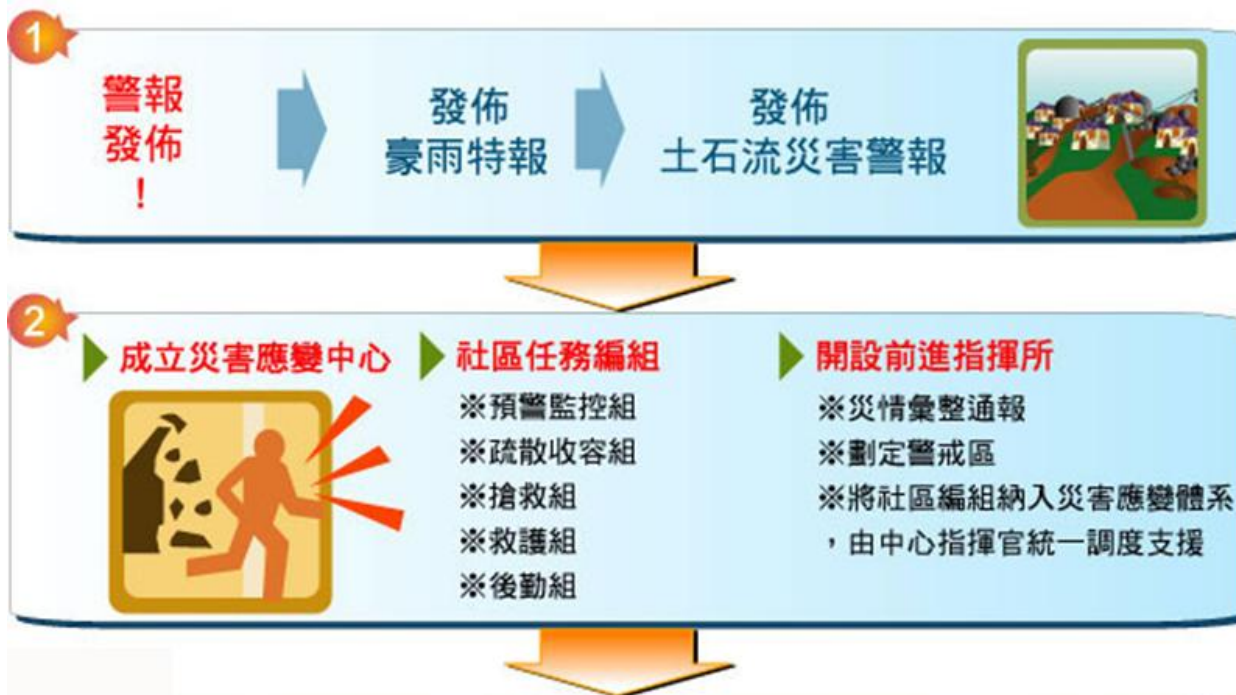 1
警報
發佈
！
發佈
豪雨特報
發佈
土石流災害警報
2
成立災害應變中心
社區任務編組
※預警監控組
※疏散收容組
※搶救組
※救護組
※後勤組
開設前進指揮所
※災情彙整通報
※劃定警戒區
※將社區編組納入災害應變體系
，由中心指揮官統一調度支援